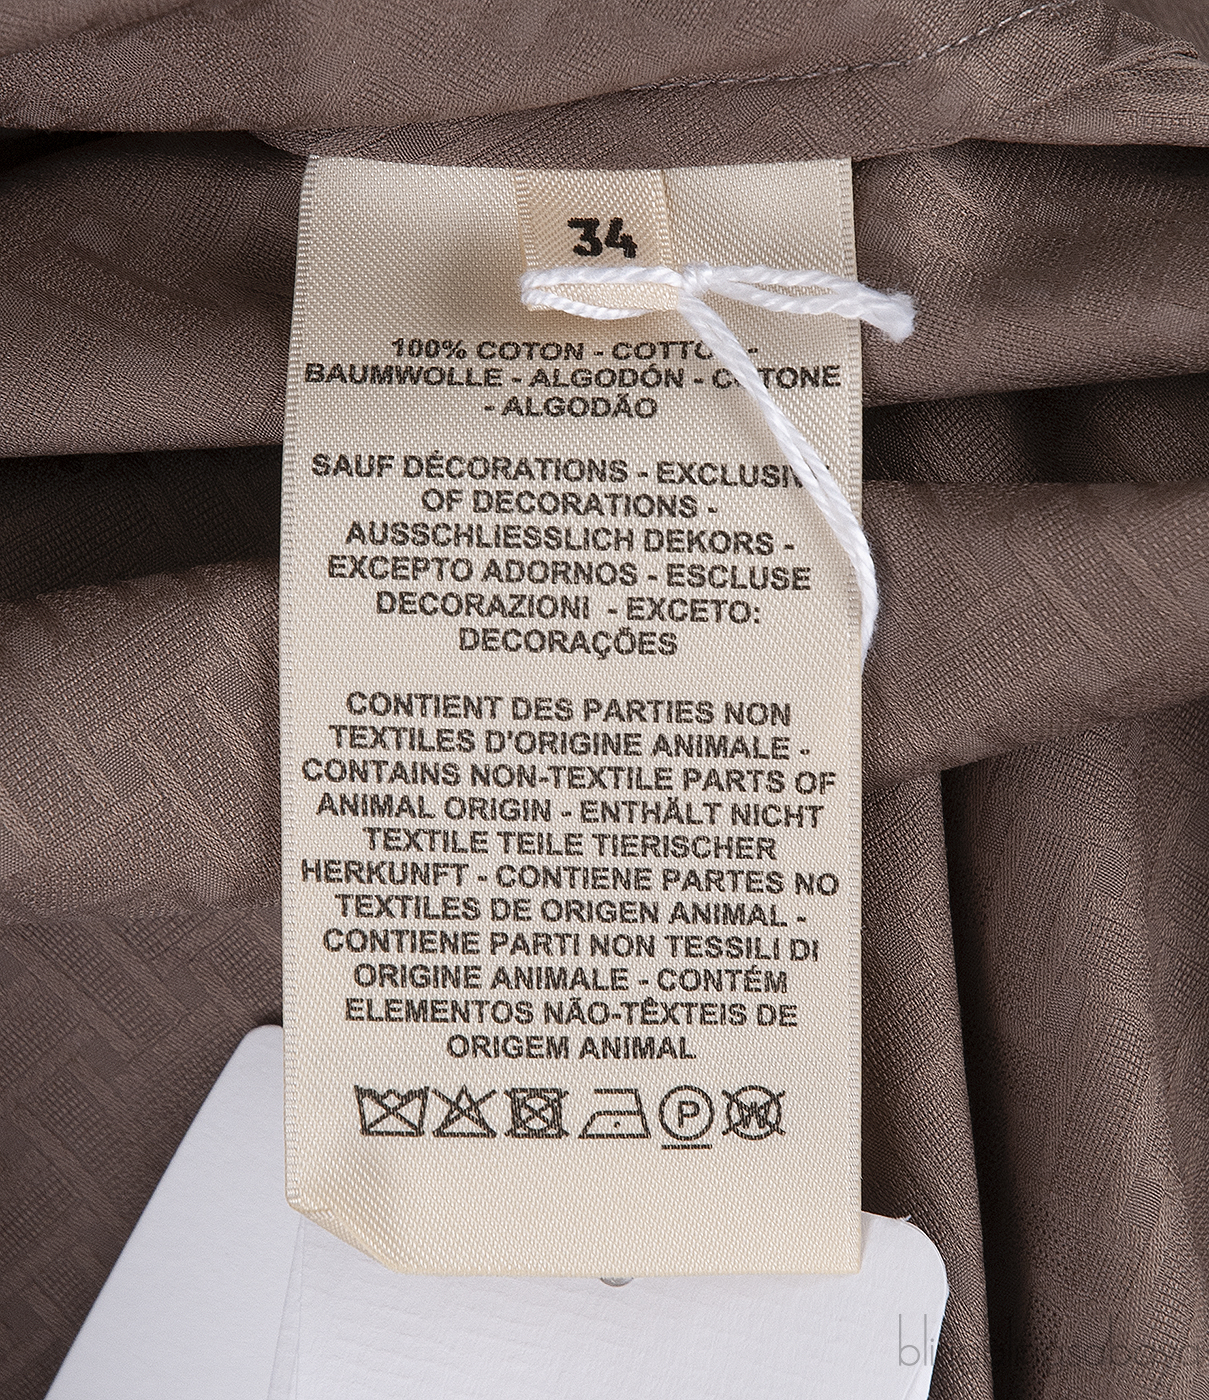 34
100% COTON - COTTON -
BAUMWOLLE - ALGODÓN - COTONE
- ALGODÃO
SAUF DÉCORATIONS - EXCLUSIVE
OF DECORATIONS -
AUSSCHLIESSLICH DEKORS -
EXCEPTO ADORNOS - ESCLUSE
DECORAZIONI - EXCETO:
DECORAÇÕES
CONTIENT DES PARTIES NON
TEXTILES D'ORIGINE ANIMALE -
CONTAINS NON-TEXTILE PARTS OF
ANIMAL ORIGIN - ENTHÄLT NICHT
TEXTILE TEILE TIERISCHER
HERKUNFT - CONTIENE PARTES NO
TEXTILES DE ORIGEN ANIMAL -
CONTIENE PARTI NON TESSILI DI
ORIGINE ANIMALE - CONTÉM
ELEMENTOS NÃO-TÊXTEIS DE
ORIGEM ANIMAL
P W